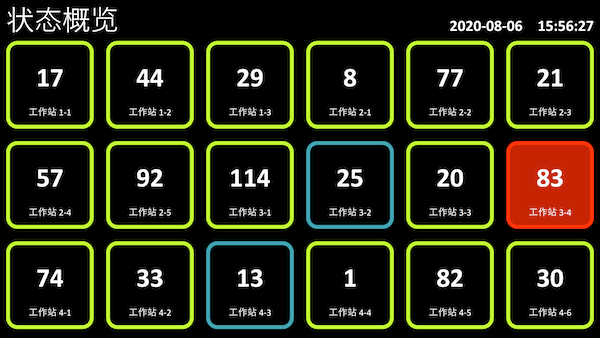 状态概览
2020-08-06 15:56:27
17 44 29 8 77 21
工作站 1-1 工作站 1-2 工作站 1-3 工作站 2-1 工作站 2-2 工作站 2-3
57 92 114 25 20 83
工作站 2-4 工作站 2-5 工作站 3-1 工作站 3-2 工作站 3-3 工作站 3-4
74 33 13 1 82 30
工作站 4-1 工作站 4-2 工作站 4-3 工作站 4-4 工作站 4-5 工作站 4-6